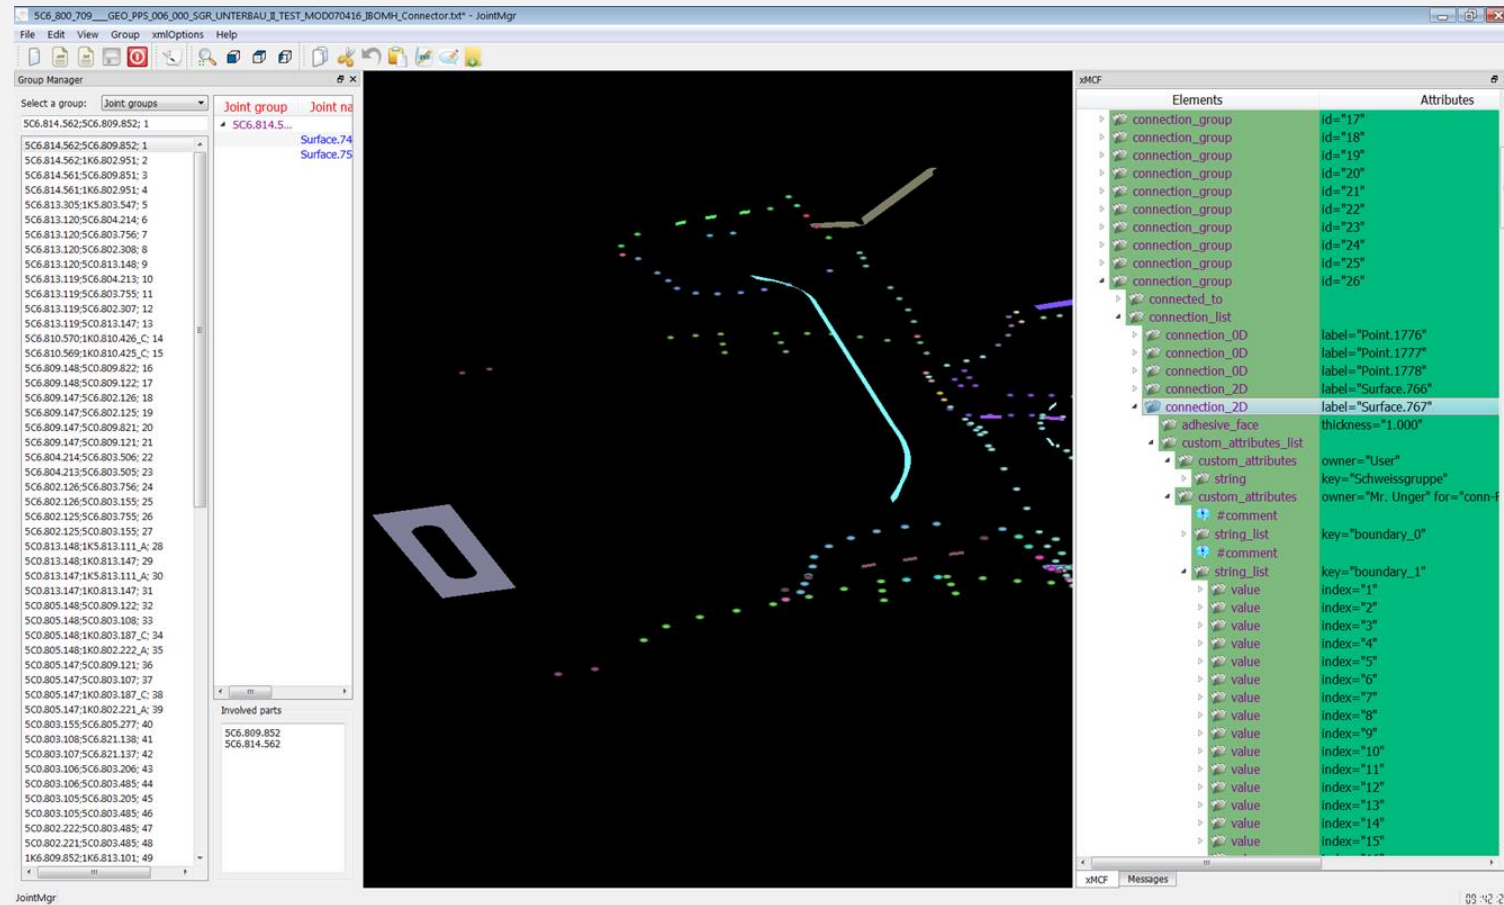 5C6_800_709___GEO_PPS_006_000_SGR_UNTERBAU_II_TEST_MOD070416_IBOMH_Connector.txt* - JointMgr
File Edit View Group xmlOptions Help
Group Manager
Select a group: Joint groups
5C6.814.562;5C6.809.852; 1
5C6.814.562;5C6.809.852; 1
5C6.814.562;1K6.802.951; 2
5C6.814.561;5C6.809.851; 3
5C6.814.561;1K6.802.951; 4
5C6.813.305;1K5.803.547; 5
5C6.813.120;5C6.804.214; 6
5C6.813.120;5C6.803.756; 7
5C6.813.120;5C6.802.308; 8
5C6.813.120;5C0.813.148; 9
5C6.813.119;5C6.804.213; 10
5C6.813.119;5C6.803.755; 11
5C6.813.119;5C6.802.307; 12
5C6.813.119;5C0.813.147; 13
5C6.810.570;1K0.810.426_C; 14
5C6.810.569;1K0.810.425_C; 15
5C6.809.148;5C0.809.822; 16
5C6.809.148;5C0.809.122; 17
5C6.809.147;5C6.802.126; 18
5C6.809.147;5C6.802.125; 19
5C6.809.147;5C0.809.821; 20
5C6.809.147;5C0.809.121; 21
5C6.804.214;5C6.803.506; 22
5C6.804.213;5C6.803.505; 23
5C6.802.126;5C6.803.756; 24
5C6.802.126;5C0.803.155; 25
5C6.802.125;5C6.803.755; 26
5C6.802.125;5C0.803.155; 27
5C0.813.148;1K5.813.111_A; 28
5C0.813.148;1K0.813.147; 29
5C0.813.147;1K5.813.111_A; 30
5C0.813.147;1K0.813.147; 31
5C0.805.148;5C0.809.122; 32
5C0.805.148;5C0.803.108; 33
5C0.805.148;1K0.803.187_C; 34
5C0.805.148;1K0.802.222_A; 35
5C0.805.147;5C0.809.121; 36
5C0.805.147;5C0.803.107; 37
5C0.805.147;1K0.803.187_C; 38
5C0.805.147;1K0.802.221_A; 39
5C0.803.155;5C6.805.277; 40
5C0.803.108;5C6.821.138; 41
5C0.803.107;5C6.821.137; 42
5C0.803.106;5C6.803.206; 43
5C0.803.106;5C0.803.485; 44
5C0.803.105;5C6.803.205; 45
5C0.803.105;5C0.803.485; 46
5C0.802.222;5C0.803.485; 47
5C0.802.221;5C0.803.485; 48
1K6.809.852;1K6.813.101; 49
Joint group Joint na
5C6.814.5...
Surface.74
Surface.75
Involved parts
5C6.809.852
5C6.814.562
xMCF
Elements Attributes
connection_group id="17"
connection_group id="18"
connection_group id="19"
connection_group id="20"
connection_group id="21"
connection_group id="22"
connection_group id="23"
connection_group id="24"
connection_group id="25"
connection_group id="26"
connected_to
connection_list
connection_0D label="Point.1776"
connection_0D label="Point.1777"
connection_0D label="Point.1778"
connection_2D label="Surface.766"
connection_2D label="Surface.767"
adhesive_face thickness="1.000"
custom_attributes_list
custom_attributes owner="User"
string key="Schweissgruppe"
custom_attributes owner="Mr. Unger" for="conn-F
#comment
string_list key="boundary_0"
#comment
string_list key="boundary_1"
value index="1"
value index="2"
value index="3"
value index="4"
value index="5"
value index="6"
value index="7"
value index="8"
value index="9"
value index="10"
value index="11"
value index="12"
value index="13"
value index="14"
value index="15"
xMCF Messages
JointMgr